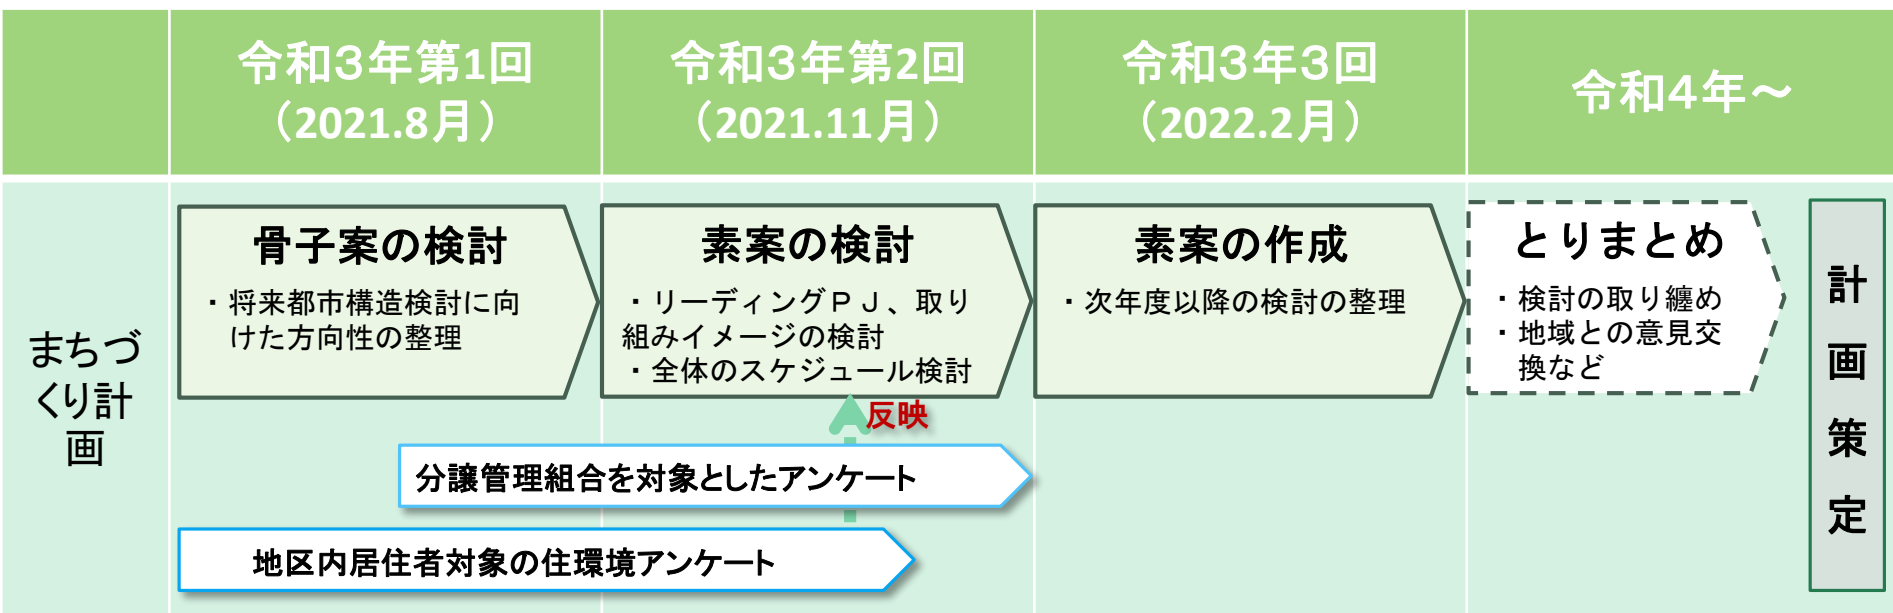 令和３年第1回
（2021.8月）
令和３年第2回
（2021.11月）
令和３年３回
（2022.2月）
令和４年～
まちづ
くり計
画
骨子案の検討
・将来都市構造検討に向
けた方向性の整理
素案の検討
・リーディングＰＪ、取り
組みイメージの検討
・全体のスケジュール検討
素案の作成
・次年度以降の検討の整理
とりまとめ
・検討の取り纏め
・地域との意見交
換など
計画策定
反映
分譲管理組合を対象としたアンケート
地区内居住者対象の住環境アンケート